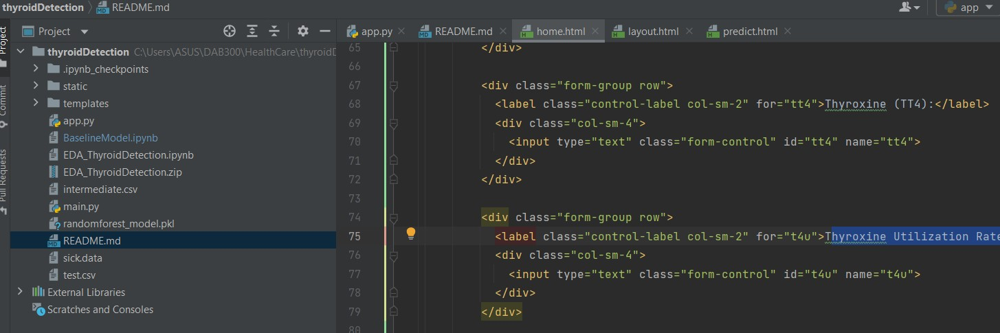 thyroidDetection README.md
app
Project
app.py README.md home.html layout.html predict.html
thyroidDetection C:\Users\ASUS\DAB300\HealthCare\thyroidD
.ipynb_checkpoints
static
templates
app.py
BaselineModel.ipynb
EDA_ThyroidDetection.ipynb
EDA_ThyroidDetection.zip
intermediate.csv
main.py
randomforest_model.pkl
README.md
sick.data
test.csv
External Libraries
Scratches and Consoles
Project
Commit
Pull Requests
65 </div>
66
67 <div class="form-group row">
68 <label class="control-label col-sm-2" for="tt4">Thyroxine (TT4):</label>
69 <div class="col-sm-4">
70 <input type="text" class="form-control" id="tt4" name="tt4">
71 </div>
72 </div>
73
74 <div class="form-group row">
75 <label class="control-label col-sm-2" for="t4u">Thyroxine Utilization Rate
76 <div class="col-sm-4">
77 <input type="text" class="form-control" id="t4u" name="t4u">
78 </div>
79 </div>
80